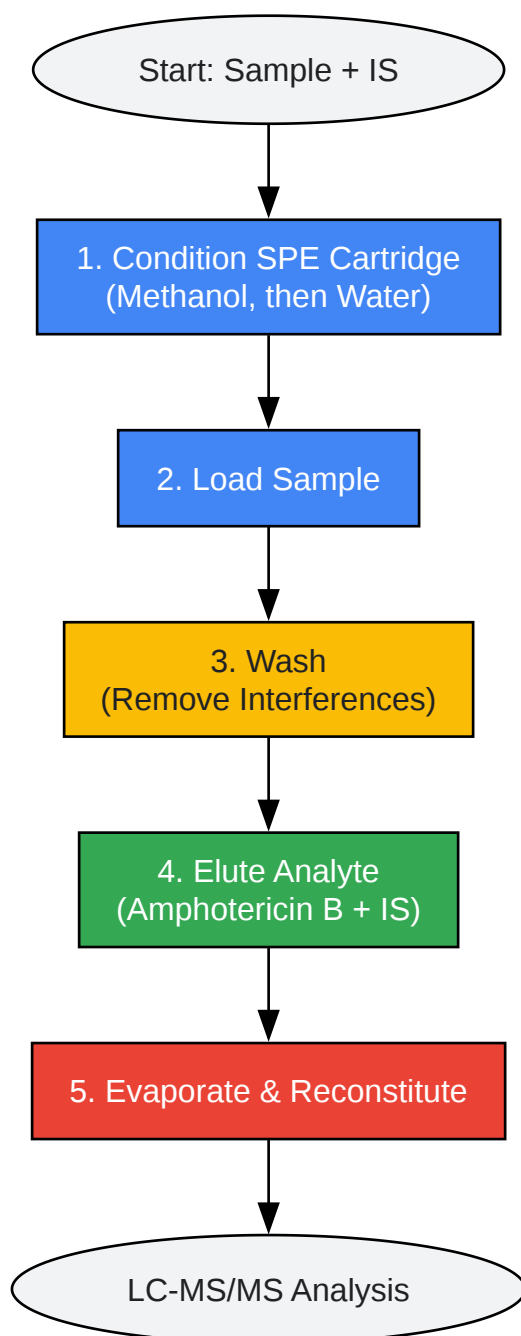 Start: Sample + IS
1. Condition SPE Cartridge
(Methanol, then Water)
2. Load Sample
3. Wash
(Remove Interferences)
4. Elute Analyte
(Amphotericin B + IS)
5. Evaporate & Reconstitute
LC-MS/MS Analysis